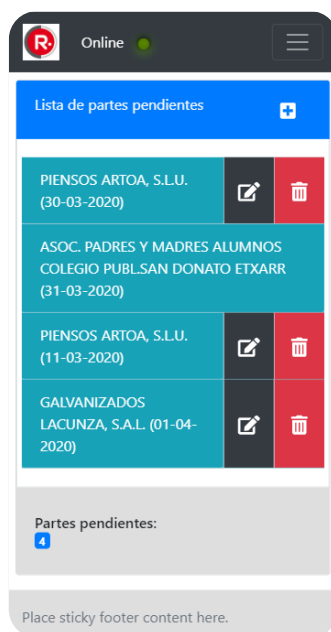 R.
Online
Lista de partes pendientes
PIENSOS ARTOA, S.L.U.
(30-03-2020)
ASOC. PADRES Y MADRES ALUMNOS
COLEGIO PUBL.SAN DONATO ETXARR
(31-03-2020)
PIENSOS ARTOA, S.L.U.
(11-03-2020)
GALVANIZADOS
LACUNZA, S.A.L. (01-04-
2020)
Partes pendientes:
4
Place sticky footer content here.